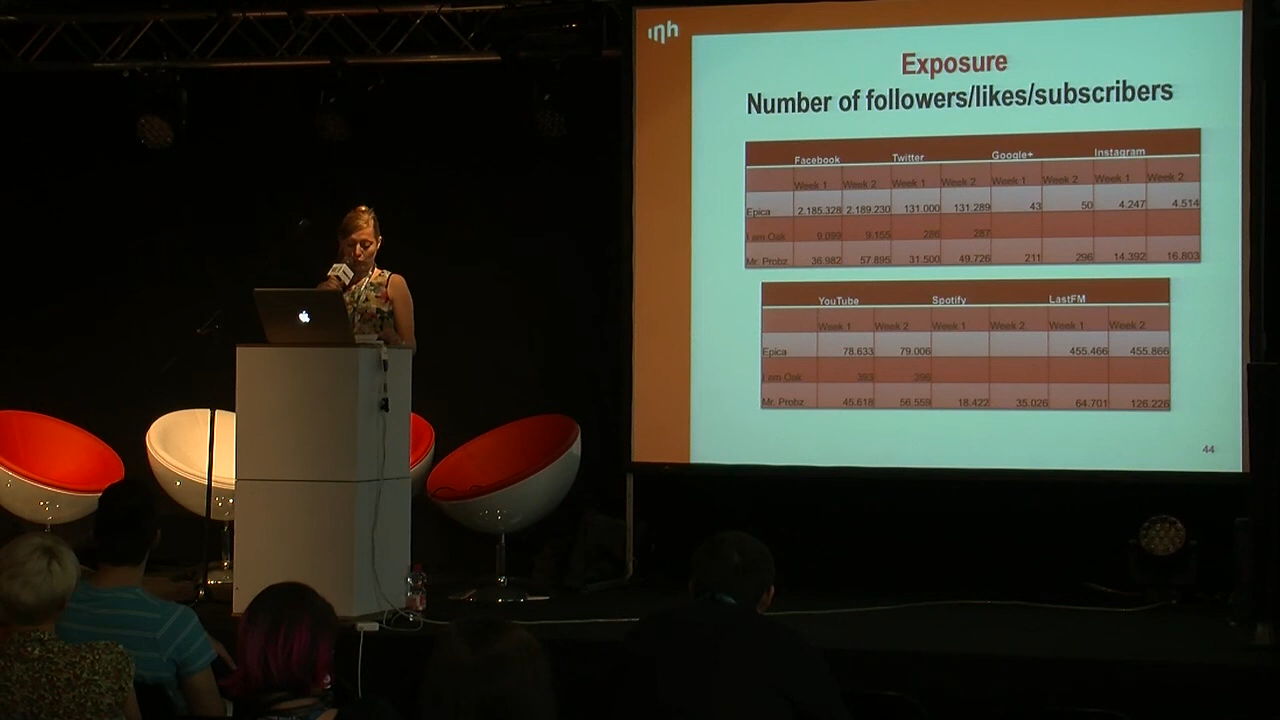 ınh
Exposure
Number of followers/likes/subscribers
Facebook Twitter Google+ Instagram
Week 1 Week 2 Week 1 Week 2 Week 1 Week 2 Week 1 Week 2
Epica 2.185.328 2.189.230 131.000 131.289 43 50 4.247 4.514
I am Oak 9.099 9.155 286 287
Mr. Probz 36.982 57.895 31.500 49.726 211 296 14.392 16.803
YouTube Spotify LastFM
Week 1 Week 2 Week 1 Week 2 Week 1 Week 2
Epica 78.633 79.006 455.466 455.866
I am Oak 393 396
Mr. Probz 45.618 56.559 18.422 35.026 64.701 126.226
44